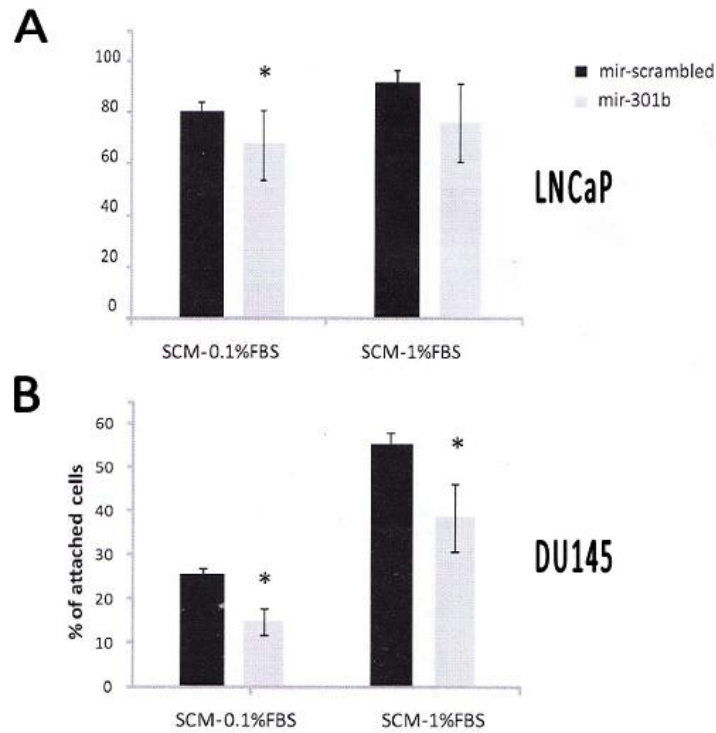 A
100
80
60
40
20
0
*
SCM-0.1%FBS
SCM-1%FBS
mir-scrambled
mir-301b
LNCaP
B
% of attached cells
60
50
40
30
20
10
0
*
*
SCM-0.1%FBS
SCM-1%FBS
DU145